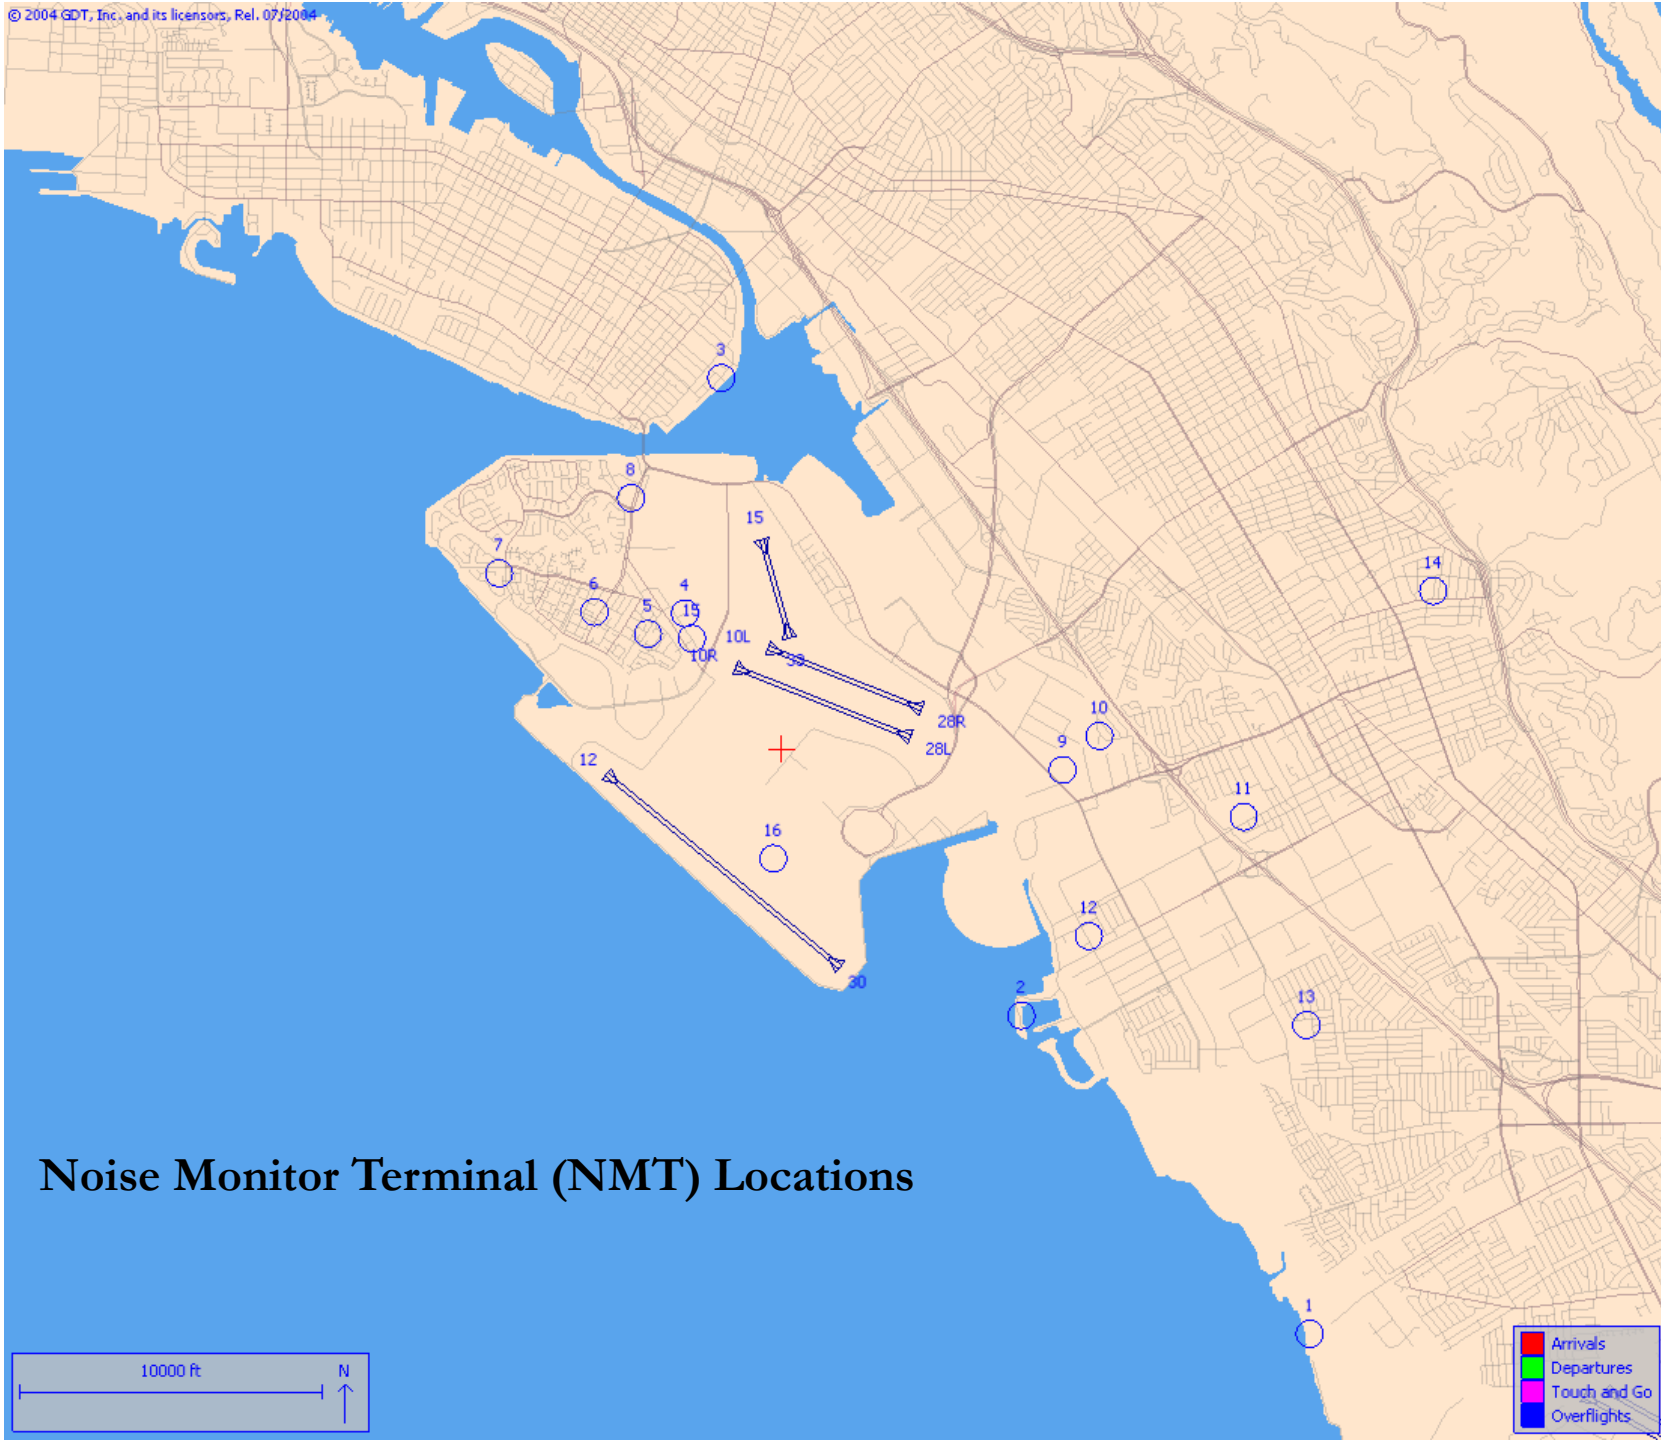 © 2004 GDT, Inc. and its licensors, Rel. 07/2004
3
8
15
7
14
6
5
4
15
10L
10R
33
10
28R
9
28L
12
11
16
12
30
2
13
Noise Monitor Terminal (NMT) Locations
1
10000 ft
N
Arrivals
Departures
Touch and Go
Overflights